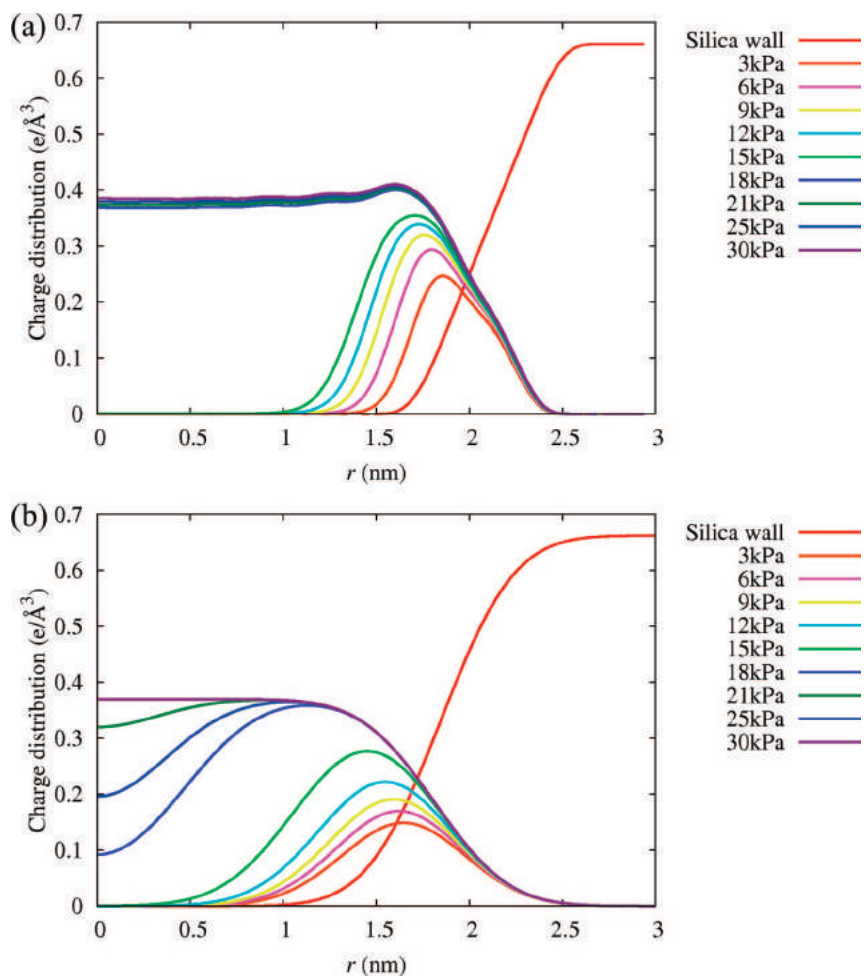 (a)
Charge distribution (e/Å³)
0.7
0.6
0.5
0.4
0.3
0.2
0.1
0
0 0.5 1 1.5 2 2.5 3
r (nm)
Silica wall
3kPa
6kPa
9kPa
12kPa
15kPa
18kPa
21kPa
25kPa
30kPa
(b)
Charge distribution (e/Å³)
0.7
0.6
0.5
0.4
0.3
0.2
0.1
0
0 0.5 1 1.5 2 2.5 3
r (nm)
Silica wall
3kPa
6kPa
9kPa
12kPa
15kPa
18kPa
21kPa
25kPa
30kPa